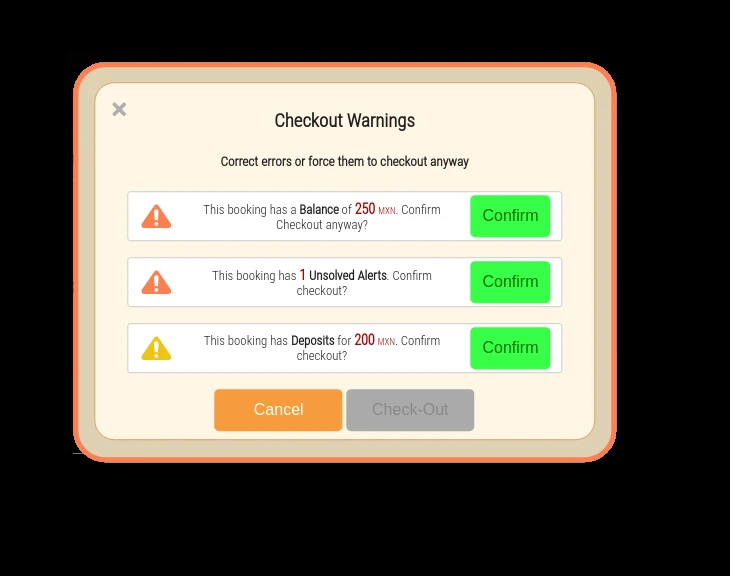 Checkout Warnings
Correct errors or force them to checkout anyway
This booking has a Balance of 250 MXN. Confirm
Checkout anyway?
Confirm
This booking has 1 Unsolved Alerts. Confirm
checkout?
Confirm
This booking has Deposits for 200 MXN. Confirm
checkout?
Confirm
Cancel
Check-Out